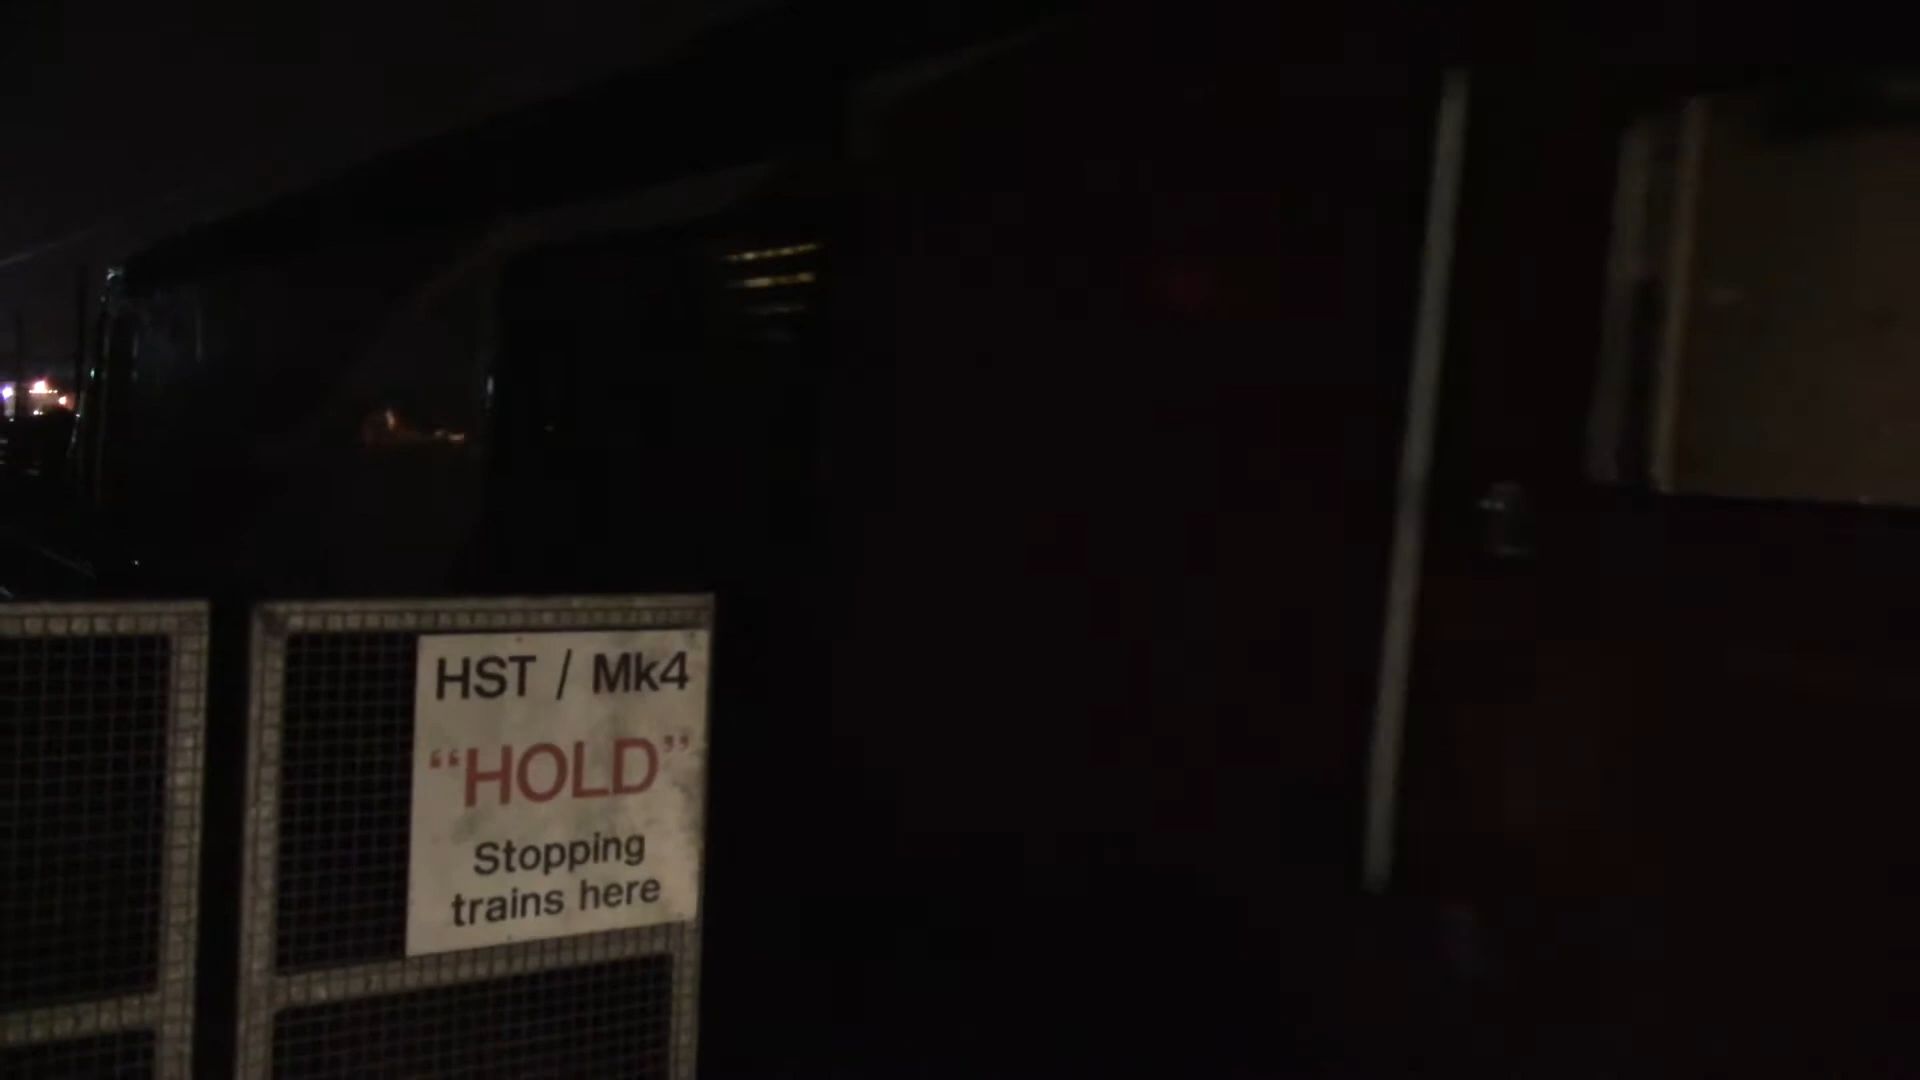 HST / Mk4
“HOLD”
Stopping
trains here